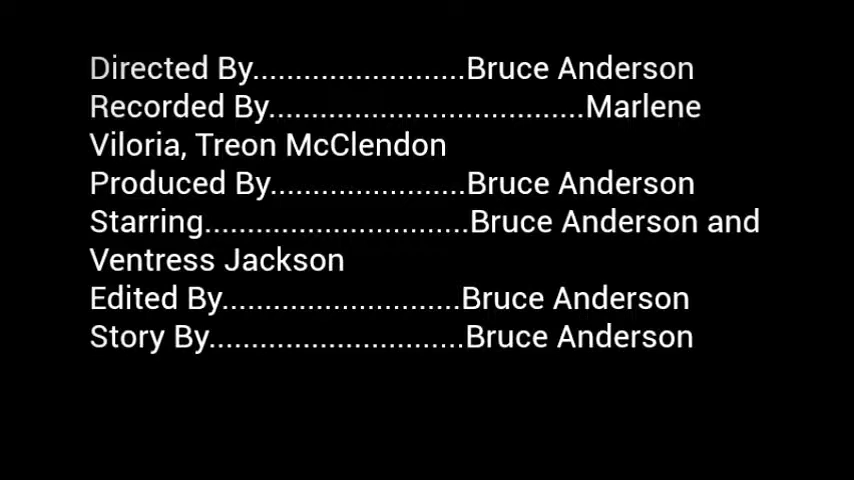 Directed By.........................Bruce Anderson
Recorded By.....................................Marlene
Viloria, Treon McClendon
Produced By.......................Bruce Anderson
Starring...............................Bruce Anderson and
Ventress Jackson
Edited By............................Bruce Anderson
Story By..............................Bruce Anderson